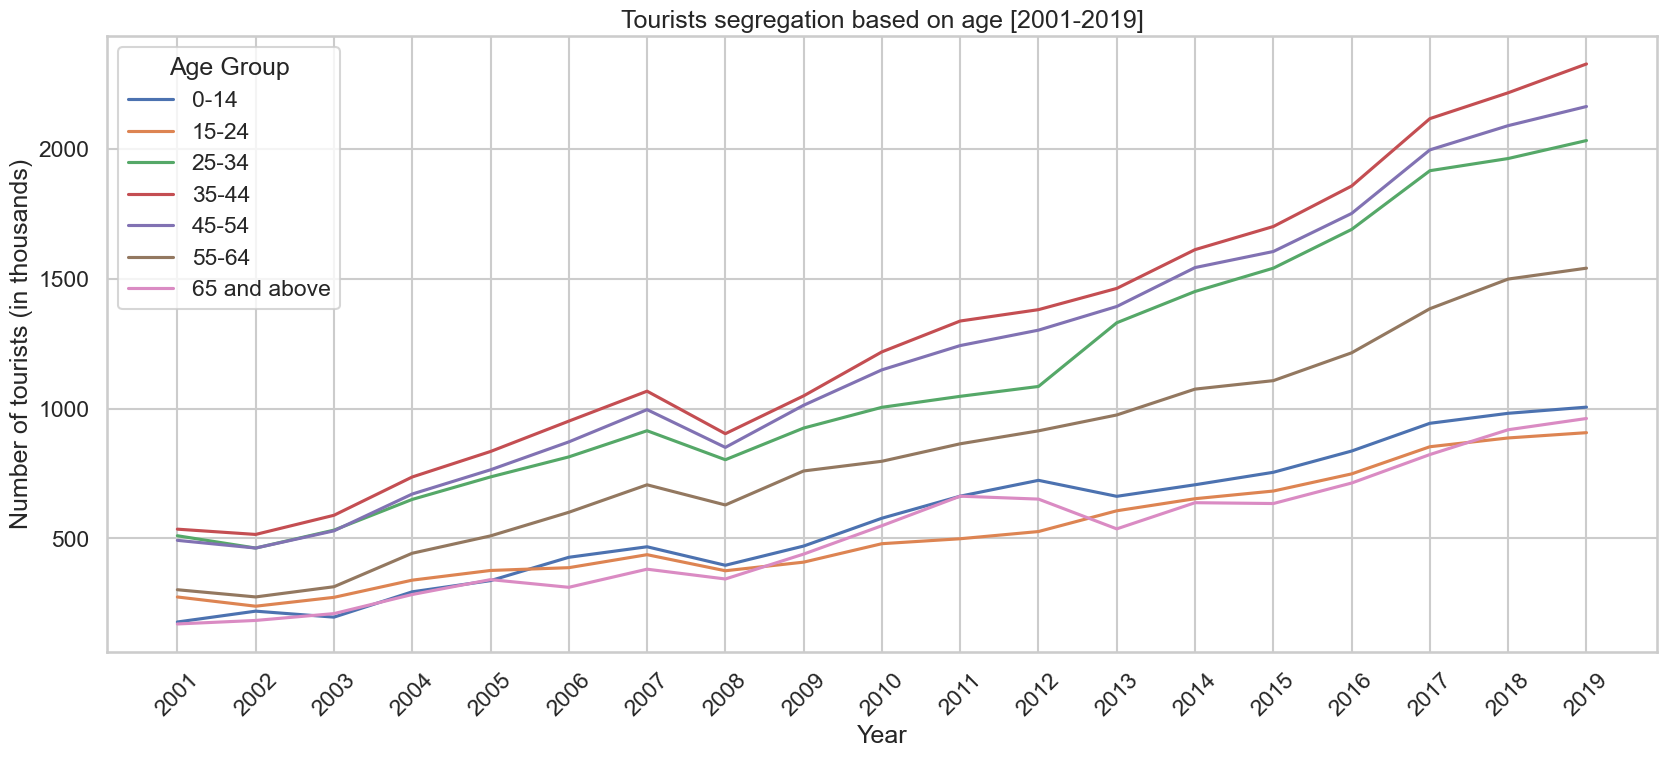 Tourists segregation based on age [2001-2019]
Age Group
0-14
15-24
25-34
35-44
45-54
55-64
65 and above
Number of tourists (in thousands)
2000
1500
1000
500
2001 2002 2003 2004 2005 2006 2007 2008 2009 2010 2011 2012 2013 2014 2015 2016 2017 2018 2019
Year